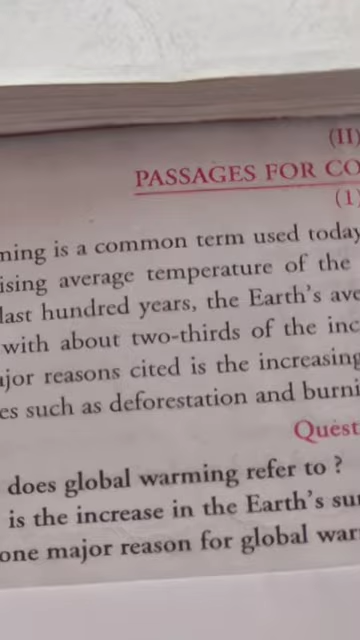 (II)
PASSAGES FOR CO
(1)
ming is a common term used today
ising average temperature of the
last hundred years, the Earth's ave
with about two-thirds of the inc
ajor reasons cited is the increasing
es such as deforestation and burni
Quest
does global warming refer to ?
is the increase in the Earth's sur
one major reason for global war